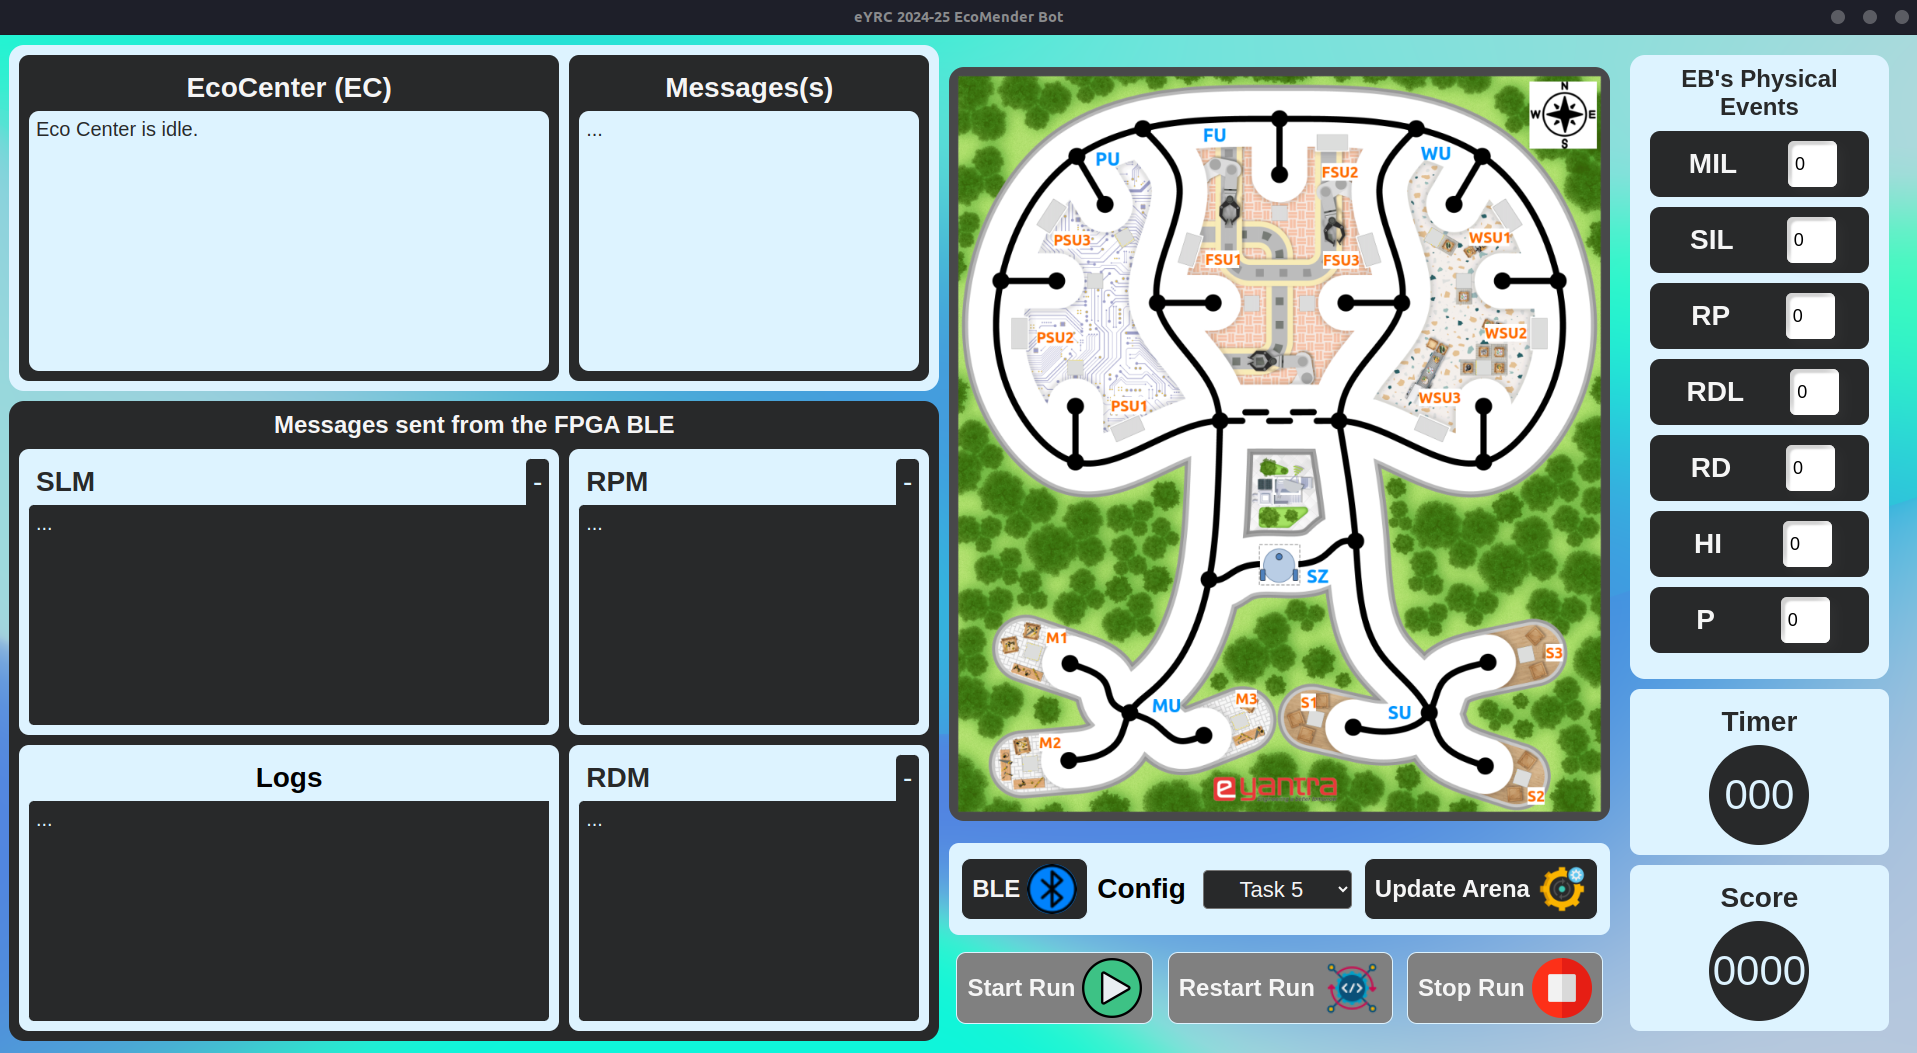 eYRC 2024-25 EcoMender Bot
EcoCenter (EC)
Eco Center is idle.
Messages(s)
...
Messages sent from the FPGA BLE
SLM
-
...
RPM
-
...
Logs
...
RDM
-
...
N
W
E
S
PU
FU
WU
FSU2
PSU3
FSU1
FSU3
WSU1
PSU2
WSU2
PSU1
WSU3
SZ
M1
S3
MU
M3
S1
SU
M2
S2
e yantra
BLE
Config
Task 5
Update Arena
Start Run
Restart Run
Stop Run
EB's Physical
Events
MIL 0
SIL 0
RP 0
RDL 0
RD 0
HI 0
P 0
Timer
000
Score
0000